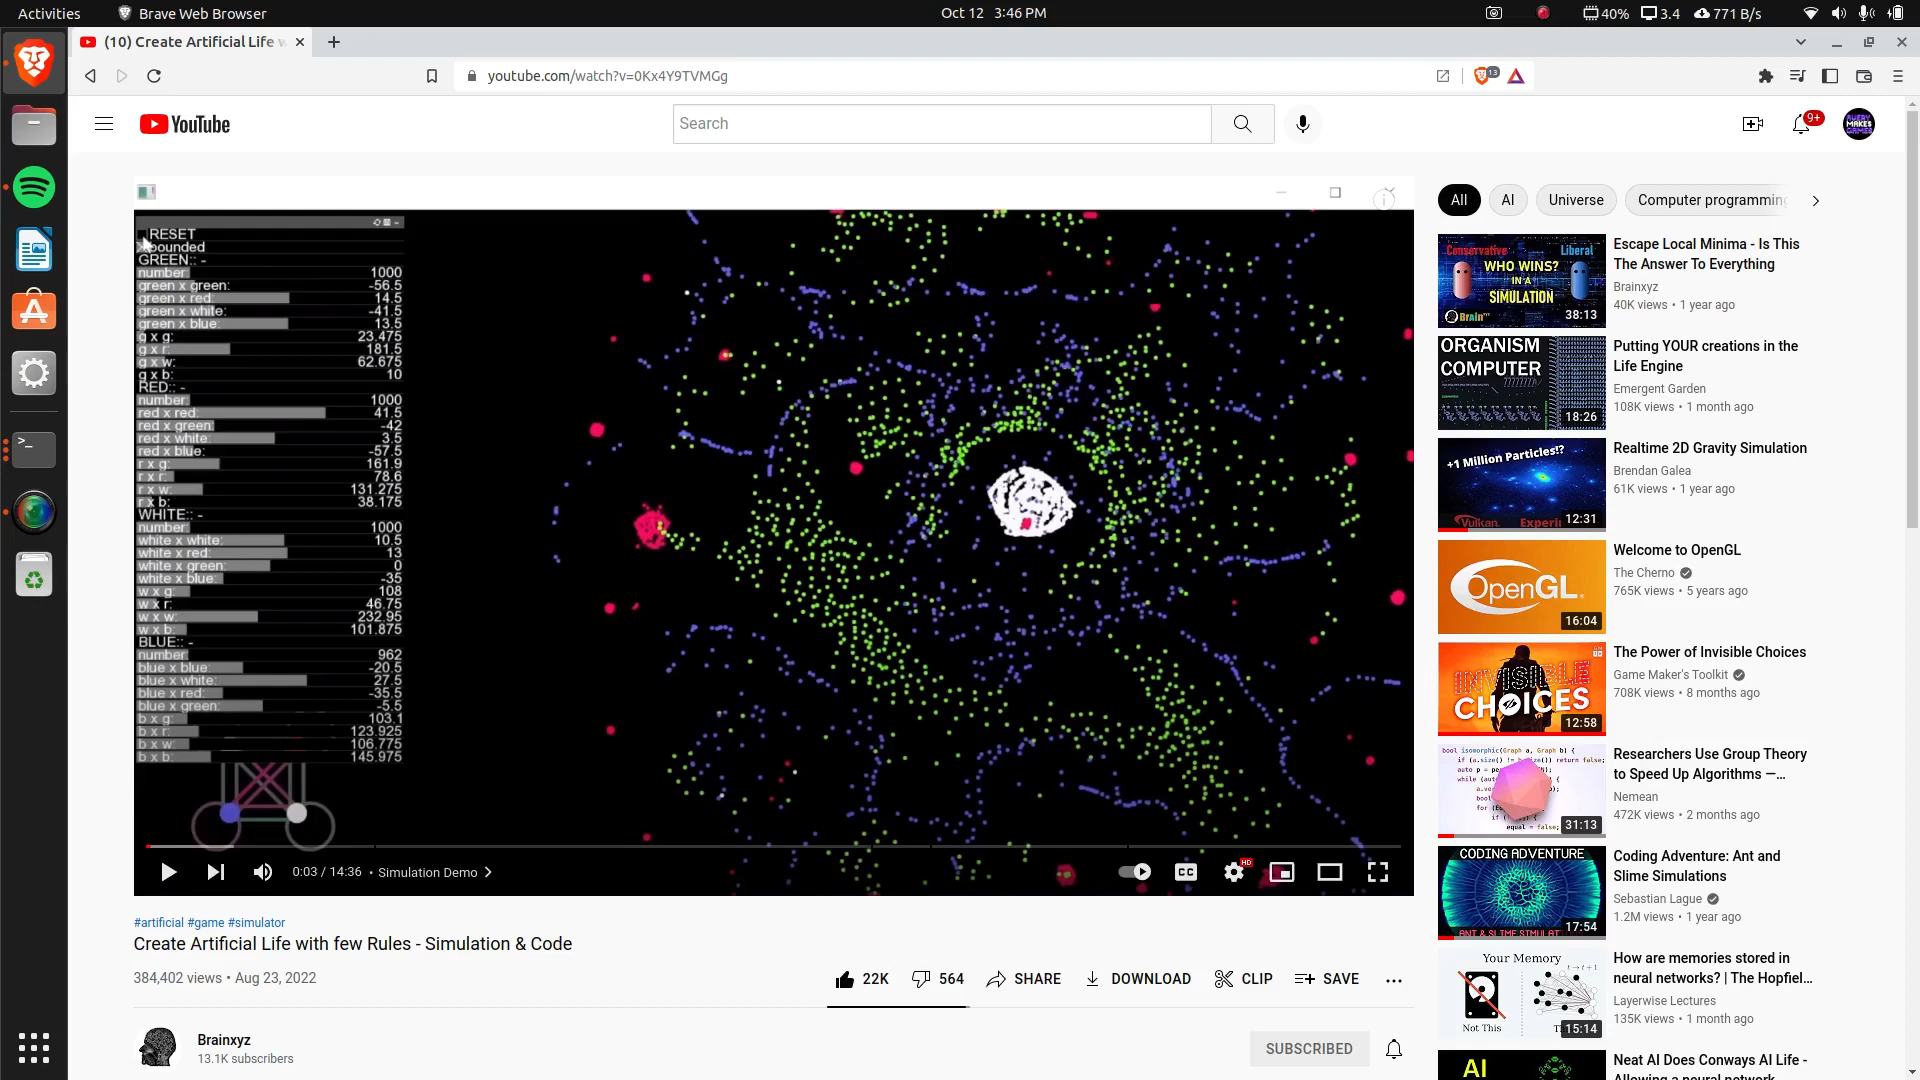 Activities
Brave Web Browser
Oct 12 3:46 PM
40%
3.4
771 B/s
(10) Create Artificial Life w
youtube.com/watch?v=0Kx4Y9TVMGg
13
YouTube
Search
9+
RESET
bounded
GREEN:: -
number: 1000
green x green: -56.5
green x red: 14.5
green x white: -41.5
green x blue: 13.5
g x g: 23.475
g x r: 181.5
g x w: 62.675
g x b: 10
RED:: -
1000
red x red: 41.5
red x green: -42
red x white: 3.5
red x blue: -57.5
r x g: 161.9
r x r: 78.6
r x w: 131.275
r x b: 38.175
WHITE:: -
number: 1000
white x white: 10.5
white x red: 13
white x green: 0
white x blue: -35
w x g: 108
w x r: 46.75
w x w: 232.95
w x b: 101.875
BLUE:: -
number: 962
blue x blue: -20.5
blue x white: 27.5
blue x red: -35.5
blue x green: -5.5
b x g: 103.1
b x r: 123.925
b x w: 106.775
b x b: 145.975
0:03 / 14:36 • Simulation Demo
CC
HD
#artificial #game #simulator
Create Artificial Life with few Rules - Simulation & Code
384,402 views • Aug 23, 2022
22K
564
SHARE
DOWNLOAD
CLIP
SAVE
Brainxyz
13.1K subscribers
SUBSCRIBED
All
AI
Universe
Computer programming
Conservative
Liberal
WHO WINS?
IN A
SIMULATION
Brain
38:13
Escape Local Minima - Is This
The Answer To Everything
Brainxyz
40K views • 1 year ago
ORGANISM
COMPUTER
18:26
Putting YOUR creations in the
Life Engine
Emergent Garden
108K views • 1 month ago
+1 Million Particles!?
Vulkan
Experi
12:31
Realtime 2D Gravity Simulation
Brendan Galea
61K views • 1 year ago
OpenGL
16:04
Welcome to OpenGL
The Cherno
765K views • 5 years ago
INVISIBLE
CHOICES
12:58
The Power of Invisible Choices
Game Maker's Toolkit
708K views • 8 months ago
bool isomorphic(Graph a, Graph b) {
31:13
Researchers Use Group Theory
to Speed Up Algorithms —...
Nemean
472K views • 2 months ago
CODING ADVENTURE
17:54
Coding Adventure: Ant and
Slime Simulations
Sebastian Lague
1.2M views • 1 year ago
Your Memory
Not This
15:14
How are memories stored in
neural networks? | The Hopfiel...
Layerwise Lectures
135K views • 1 month ago
AI
Neat AI Does Conways AI Life -